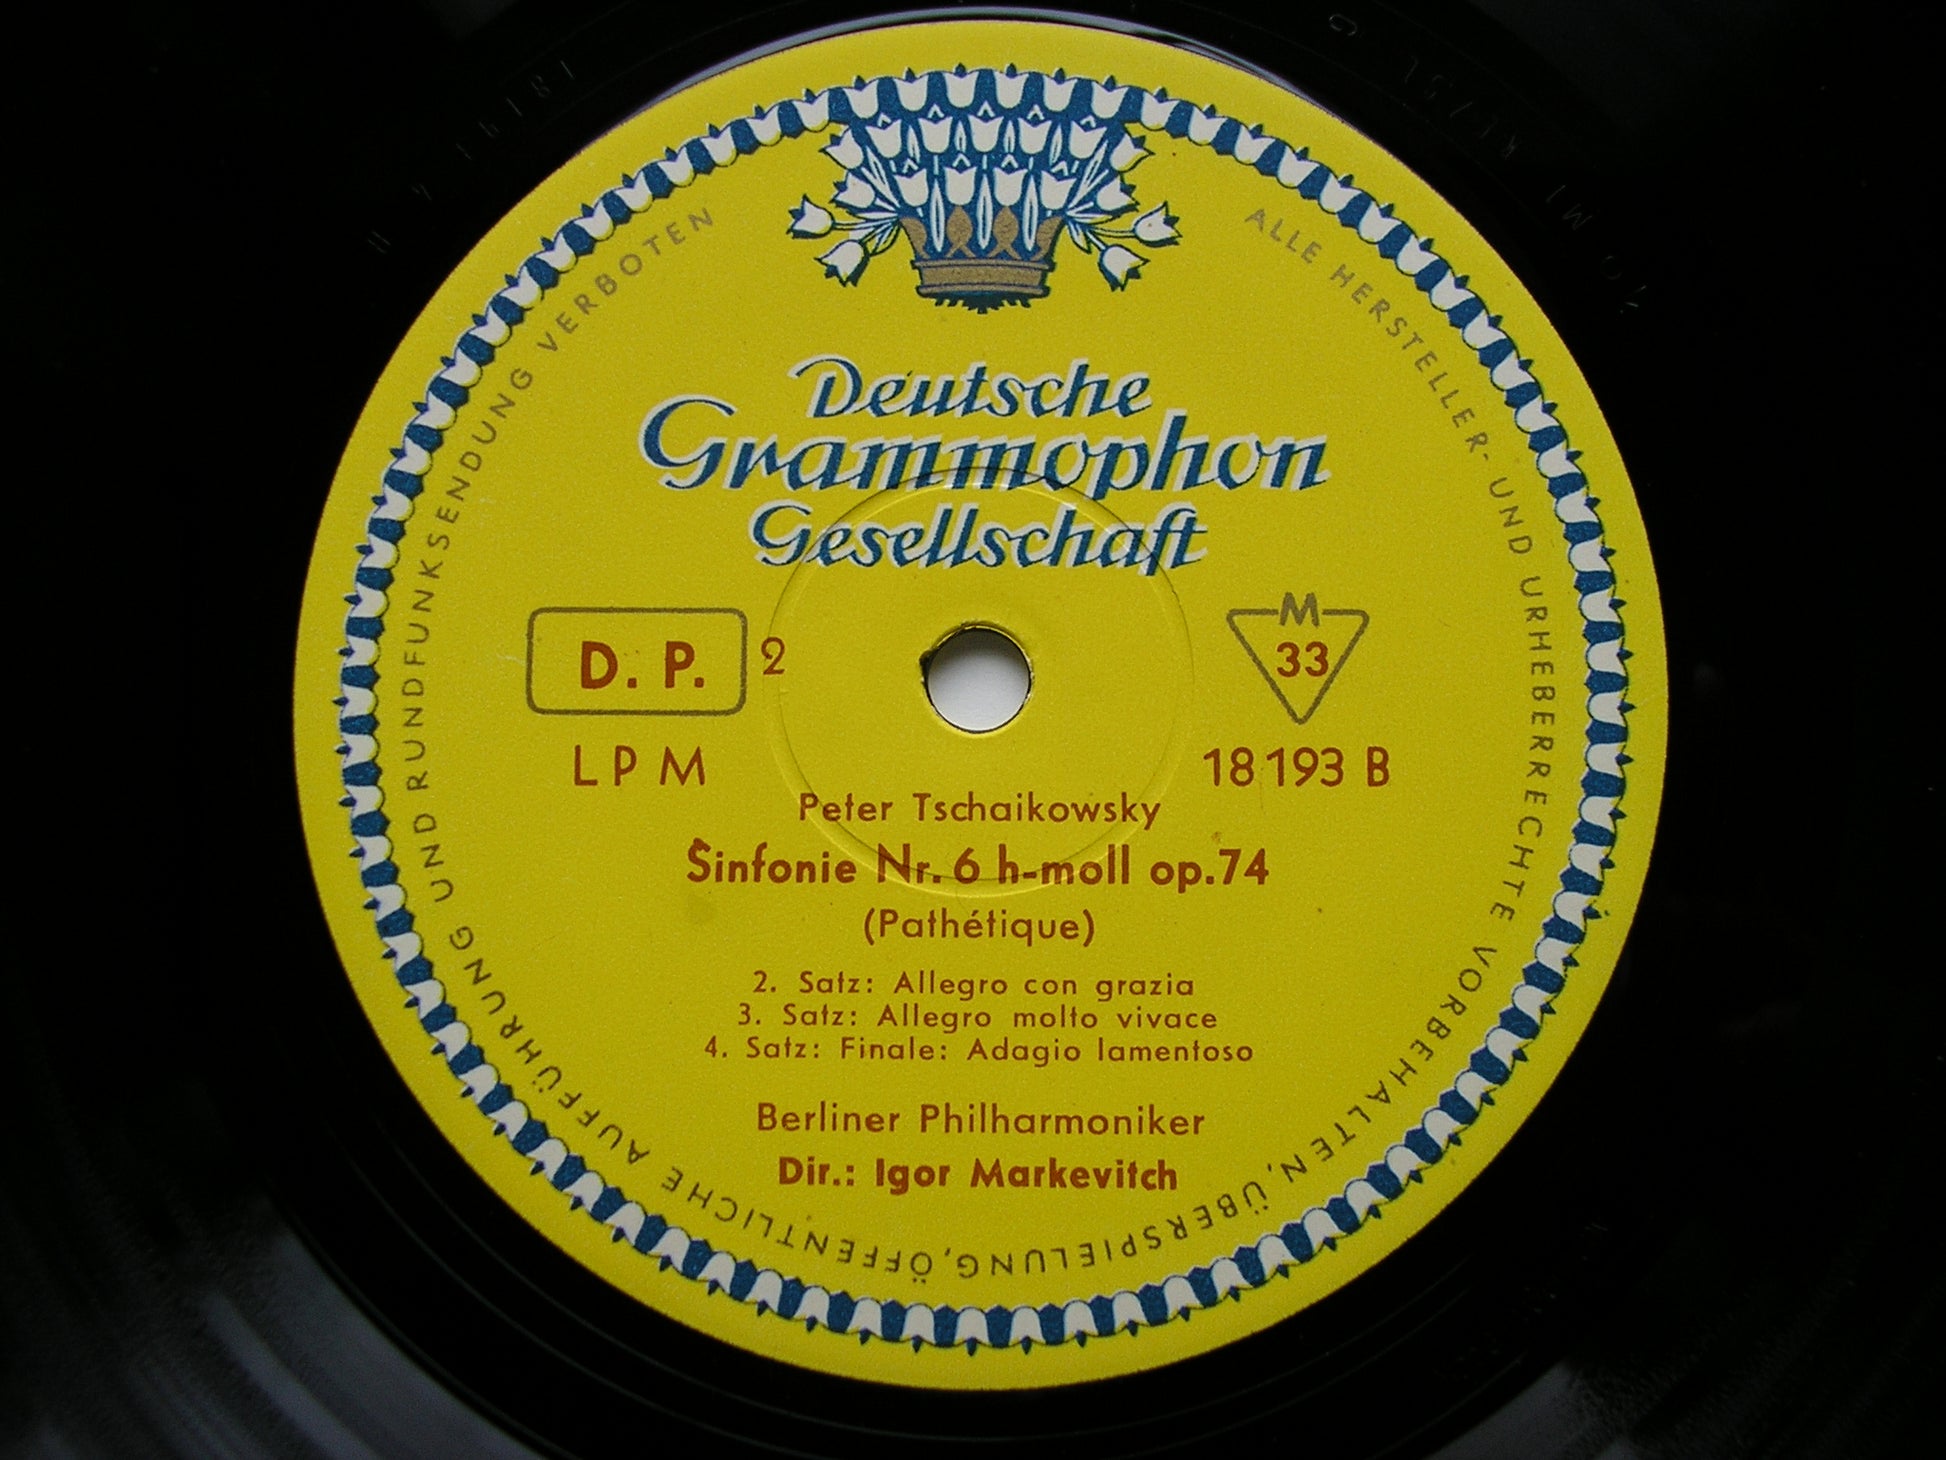 Deutsche
Grammophon
Gesellschaft
D. P. 2
M
33
LPM
18193 B
Peter Tschaikowsky
Sinfonie Nr. 6 h-moll op.74
(Pathétique)
2. Satz: Allegro con grazia
3. Satz: Allegro molto vivace
4. Satz: Finale: Adagio lamentoso
Berliner Philharmoniker
Dir.: Igor Markevitch
ALLE HERSTELLER- UND URHEBERRECHTE VORBEHALTEN, ÜBERSPIELUNG, ÖFFENTLICHE AUFFÜHRUNG UND RUNDFUNKSENDUNG VERBOTEN